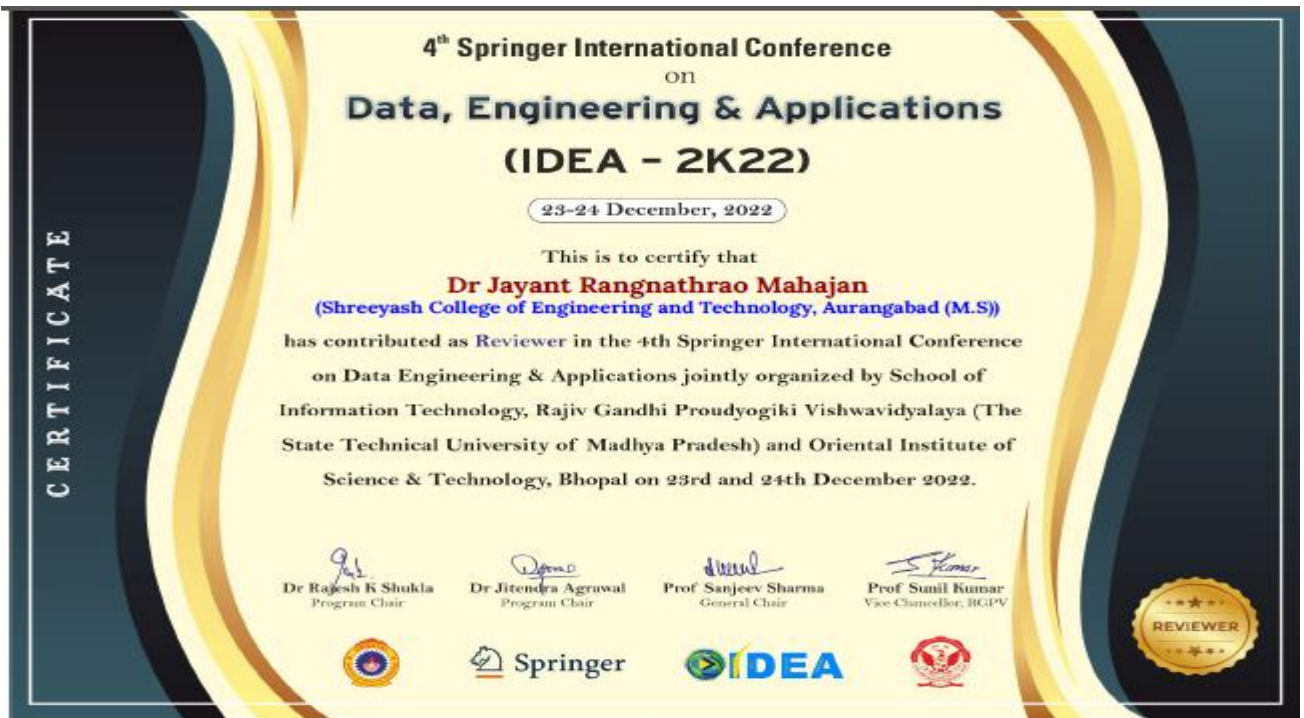 4th Springer International Conference
on
Data, Engineering & Applications
(IDEA - 2K22)
23-24 December, 2022
CERTIFICATE
This is to certify that
Dr Jayant Rangnathrao Mahajan
(Shreeyash College of Engineering and Technology, Aurangabad (M.S))
has contributed as Reviewer in the 4th Springer International Conference
on Data Engineering & Applications jointly organized by School of
Information Technology, Rajiv Gandhi Proudyogiki Vishwavidyalaya (The
State Technical University of Madhya Pradesh) and Oriental Institute of
Science & Technology, Bhopal on 23rd and 24th December 2022.
S Kumar
Dr Rajesh K Shukla
Program Chair
Dr Jitendra Agrawal
Program Chair
Prof Sanjeev Sharma
General Chair
Prof Sunil Kumar
Vice Chancellor, RGPV
Springer
IDEA
REVIEWER